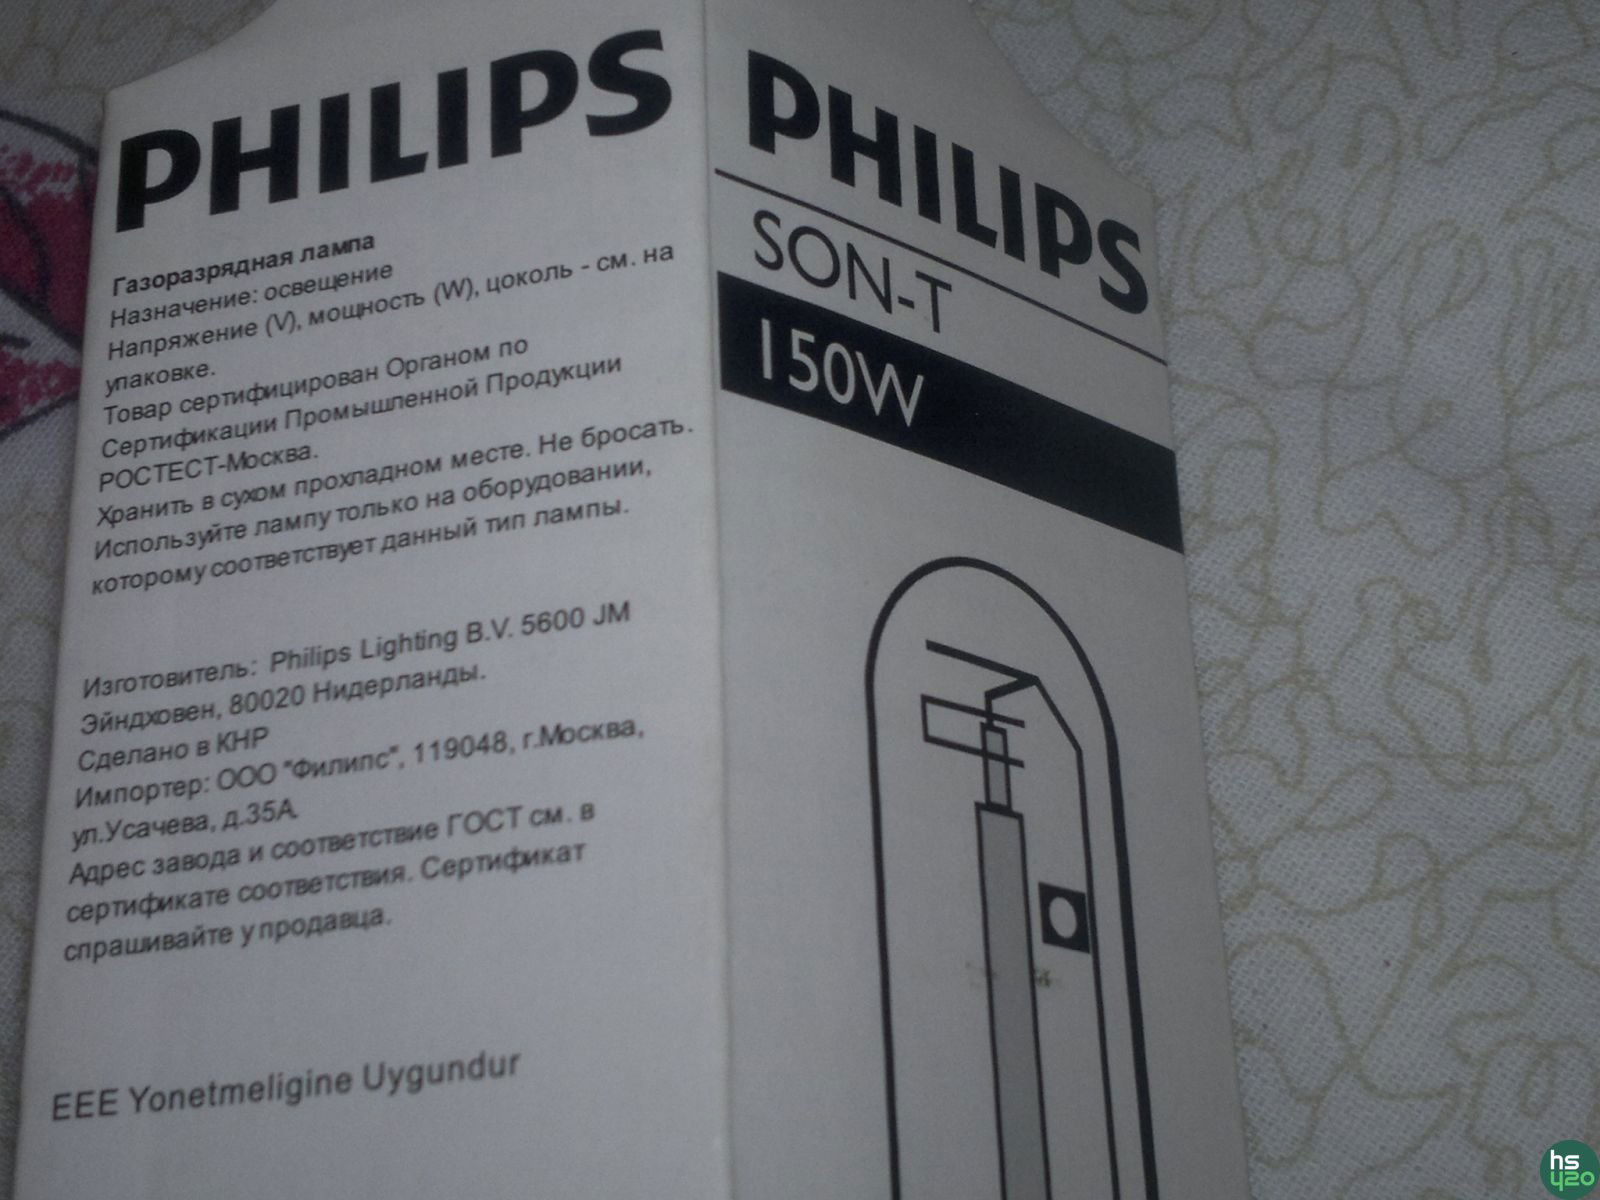 PHILIPS
Газоразрядная лампа
Назначение: освещение
Напряжение (V), мощность (W), цоколь - см. на
упаковке.
Товар сертифицирован Органом по
Сертификации Промышленной Продукции
РОСТЕСТ-Москва.
Хранить в сухом прохладном месте. Не бросать.
Используйте лампу только на оборудовании,
которому соответствует данный тип лампы.
Изготовитель: Philips Lighting B.V. 5600 JM
Эйндховен, 80020 Нидерланды.
Сделано в КНР
Импортер: ООО "Филипс", 119048, г.Москва,
ул.Усачева, д.35А
Адрес завода и соответствие ГОСТ см. в
сертификате соответствия. Сертификат
спрашивайте у продавца.
EEE Yonetmeligine Uygundur
PHILIPS
SON-T
150W
hs
420